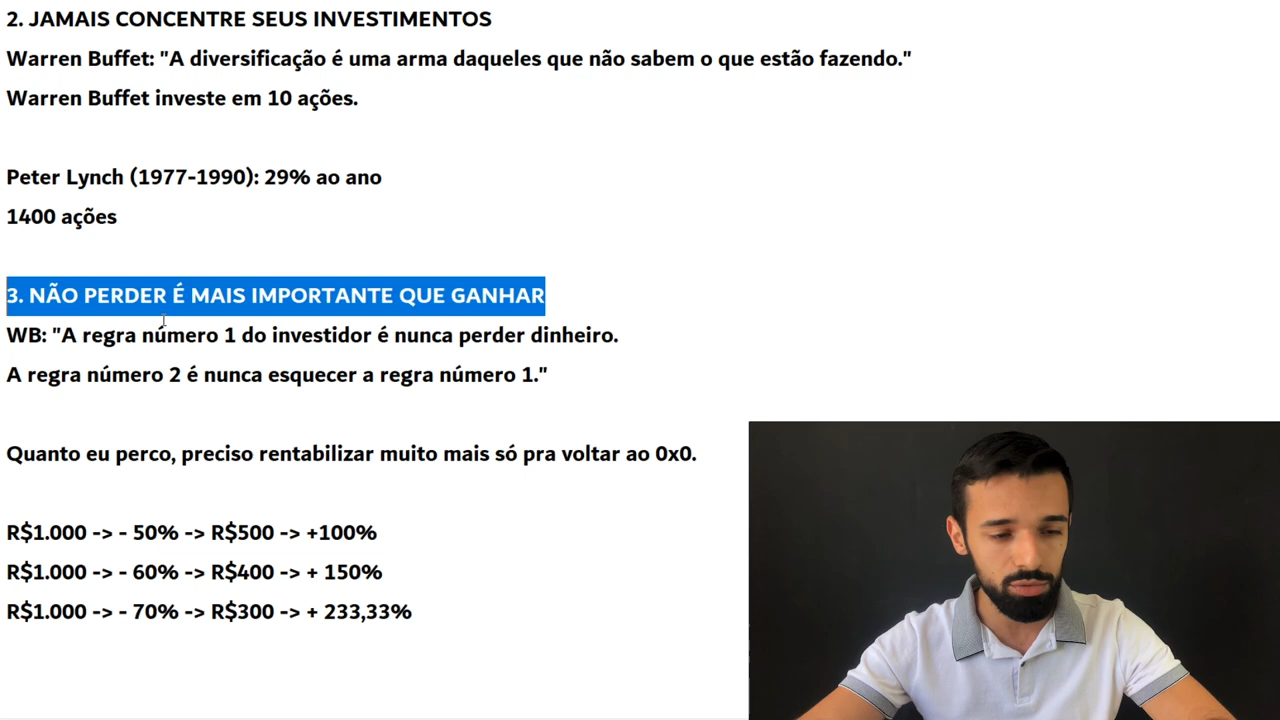 2. JAMAIS CONCENTRE SEUS INVESTIMENTOS
Warren Buffet: "A diversificação é uma arma daqueles que não sabem o que estão fazendo."
Warren Buffet investe em 10 ações.
Peter Lynch (1977-1990): 29% ao ano
1400 ações
3. NÃO PERDER É MAIS IMPORTANTE QUE GANHAR
WB: "A regra número 1 do investidor é nunca perder dinheiro.
A regra número 2 é nunca esquecer a regra número 1."
Quanto eu perco, preciso rentabilizar muito mais só pra voltar ao 0x0.
R$1.000 -> - 50% -> R$500 -> +100%
R$1.000 -> - 60% -> R$400 -> + 150%
R$1.000 -> - 70% -> R$300 -> + 233,33%